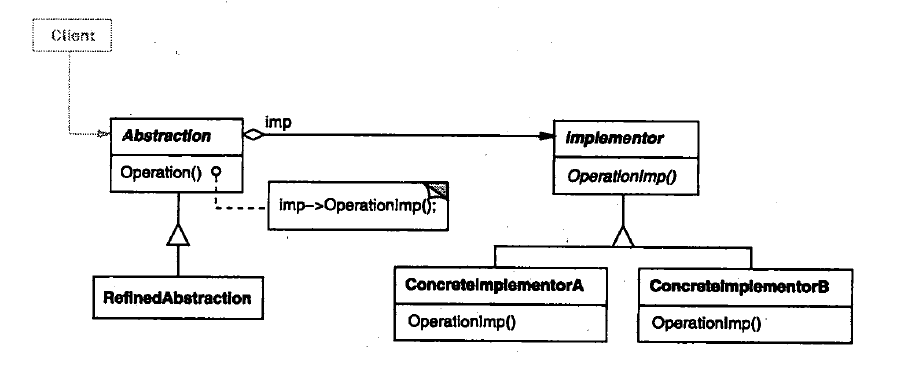 Client
Abstraction
imp
Implementor
Operation()
OperationImp()
imp->OperationImp();
RefinedAbstraction
ConcreteImplementorA
ConcreteImplementorB
OperationImp()
OperationImp()